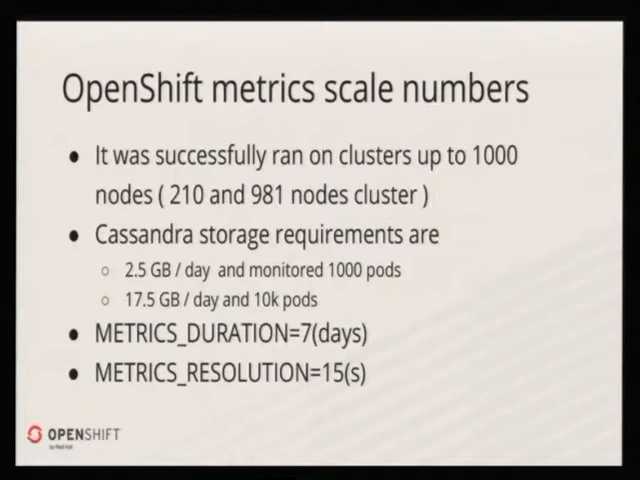 OpenShift metrics scale numbers
● It was successfully ran on clusters up to 1000
nodes ( 210 and 981 nodes cluster )
● Cassandra storage requirements are
○ 2.5 GB / day and monitored 1000 pods
○ 17.5 GB / day and 10k pods
● METRICS_DURATION=7(days)
● METRICS_RESOLUTION=15(s)
OPENSHIFT
by Red Hat